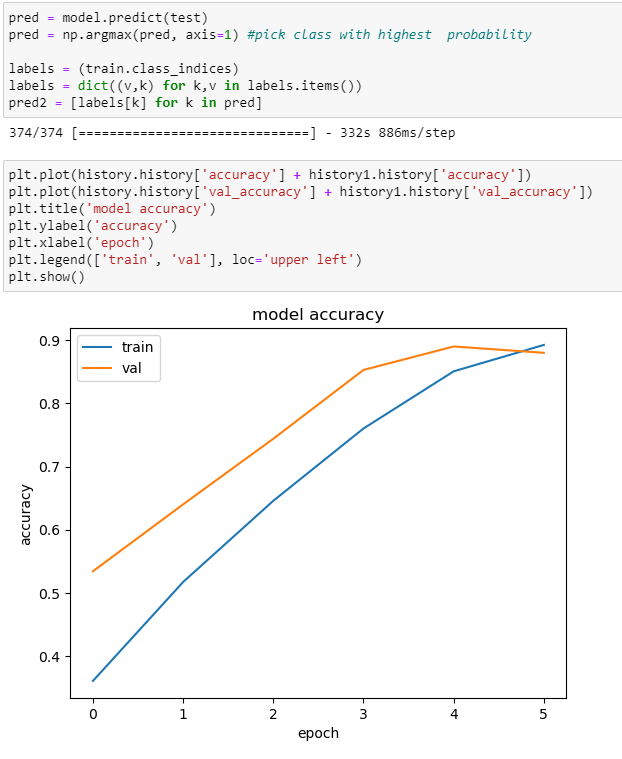 pred = model.predict(test)
pred = np.argmax(pred, axis=1) #pick class with highest  probability
labels = (train.class_indices)
labels = dict((v,k) for k,v in labels.items())
pred2 = [labels[k] for k in pred]
374/374 [==============================] - 332s 886ms/step
plt.plot(history.history['accuracy'] + history1.history['accuracy'])
plt.plot(history.history['val_accuracy'] + history1.history['val_accuracy'])
plt.title('model accuracy')
plt.ylabel('accuracy')
plt.xlabel('epoch')
plt.legend(['train', 'val'], loc='upper left')
plt.show()
model accuracy
train
val
0.9
0.8
0.7
0.6
0.5
0.4
accuracy
0 1 2 3 4 5
epoch